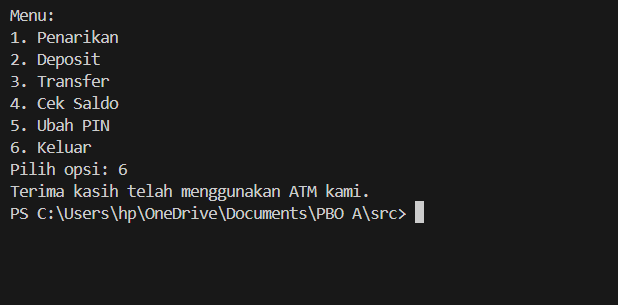 Menu:
1. Penarikan
2. Deposit
3. Transfer
4. Cek Saldo
5. Ubah PIN
6. Keluar
Pilih opsi: 6
Terima kasih telah menggunakan ATM kami.
PS C:\Users\hp\OneDrive\Documents\PBO A\src>